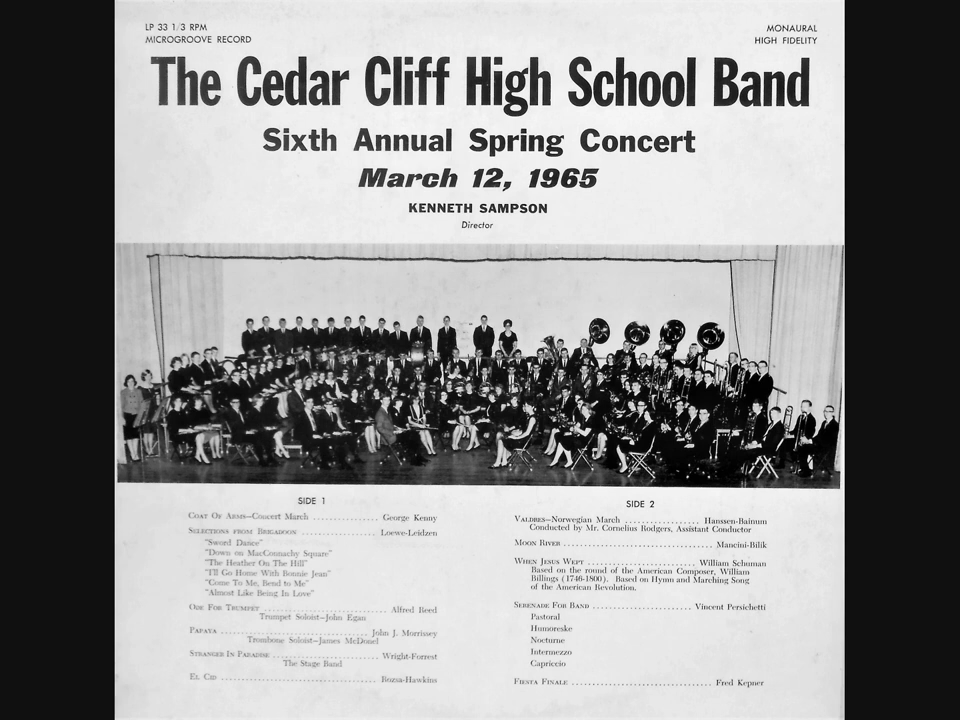 LP 33 1/3 RPM
MICROGROOVE RECORD
MONAURAL
HIGH FIDELITY
The Cedar Cliff High School Band
Sixth Annual Spring Concert
March 12, 1965
KENNETH SAMPSON
Director
SIDE 1
COAT OF ARMS—CONCERT MARCH ................ George Kenny
SELECTIONS FROM BRIGADOON .................. Loewe-Leidzen
"Sword Dance"
"Down on MacConnachy Square"
"The Heather On The Hill"
"I'll Go Home With Bonnie Jean"
"Come To Me, Bend to Me"
"Almost Like Being In Love"
ODE FOR TRUMPET ............................ Alfred Reed
Trumpet Soloist—John Egan
PAPAYA .................................. John J. Morrissey
Trombone Soloist—James McDonel
STRANGER IN PARADISE ........................ Wright-Forrest
The Stage Band
EL CID .................................... Rozsa-Hawkins
SIDE 2
VALDRES—Norwegian March .................. Hanssen-Bainum
Conducted by Mr. Cornelius Rodgers, Assistant Conductor
MOON RIVER .................................... Mancini-Bilik
WHEN JESUS WEPT ............................ William Schuman
Based on the round of the American Composer, William
Billings (1746-1800). Based on Hymn and Marching Song
of the American Revolution.
SERENADE FOR BAND ........................ Vincent Persichetti
Pastoral
Humoreske
Nocturne
Intermezzo
Capriccio
FIESTA FINALE .................................. Fred Kepner